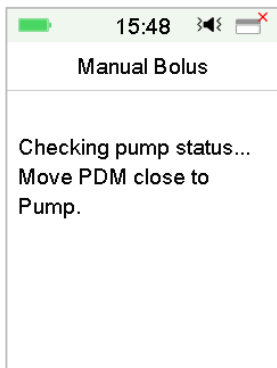 15:48
Manual Bolus
Checking pump status...
Move PDM close to
Pump.